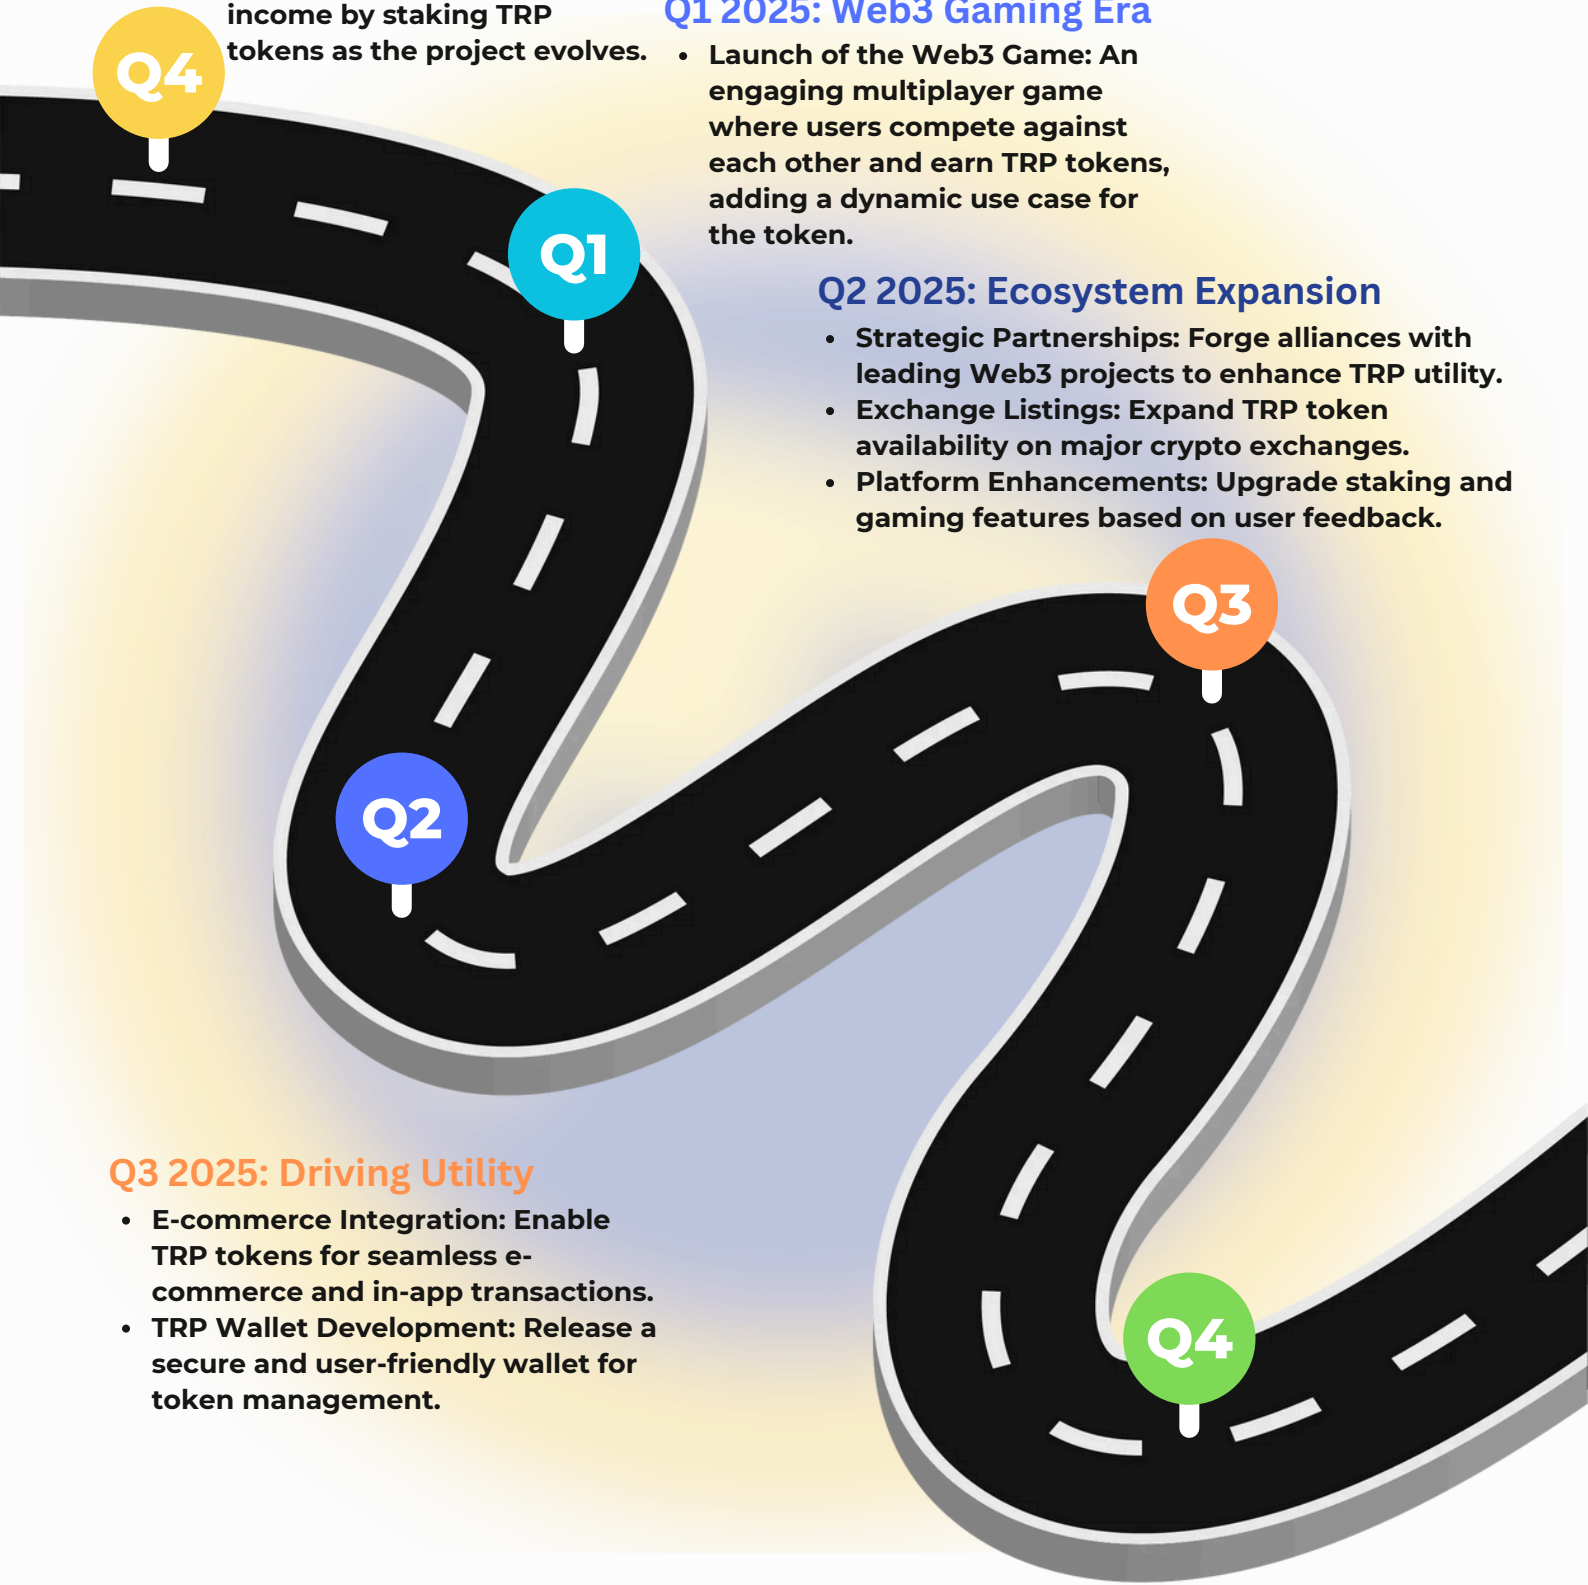 income by staking TRP
tokens as the project evolves.
Q4
Q1 2025: Web3 Gaming Era
• Launch of the Web3 Game: An
engaging multiplayer game
where users compete against
each other and earn TRP tokens,
adding a dynamic use case for
the token.
Q1
Q2 2025: Ecosystem Expansion
• Strategic Partnerships: Forge alliances with
leading Web3 projects to enhance TRP utility.
• Exchange Listings: Expand TRP token
availability on major crypto exchanges.
• Platform Enhancements: Upgrade staking and
gaming features based on user feedback.
Q3
Q2
Q3 2025: Driving Utility
• E-commerce Integration: Enable
TRP tokens for seamless e-
commerce and in-app transactions.
• TRP Wallet Development: Release a
secure and user-friendly wallet for
token management.
Q4